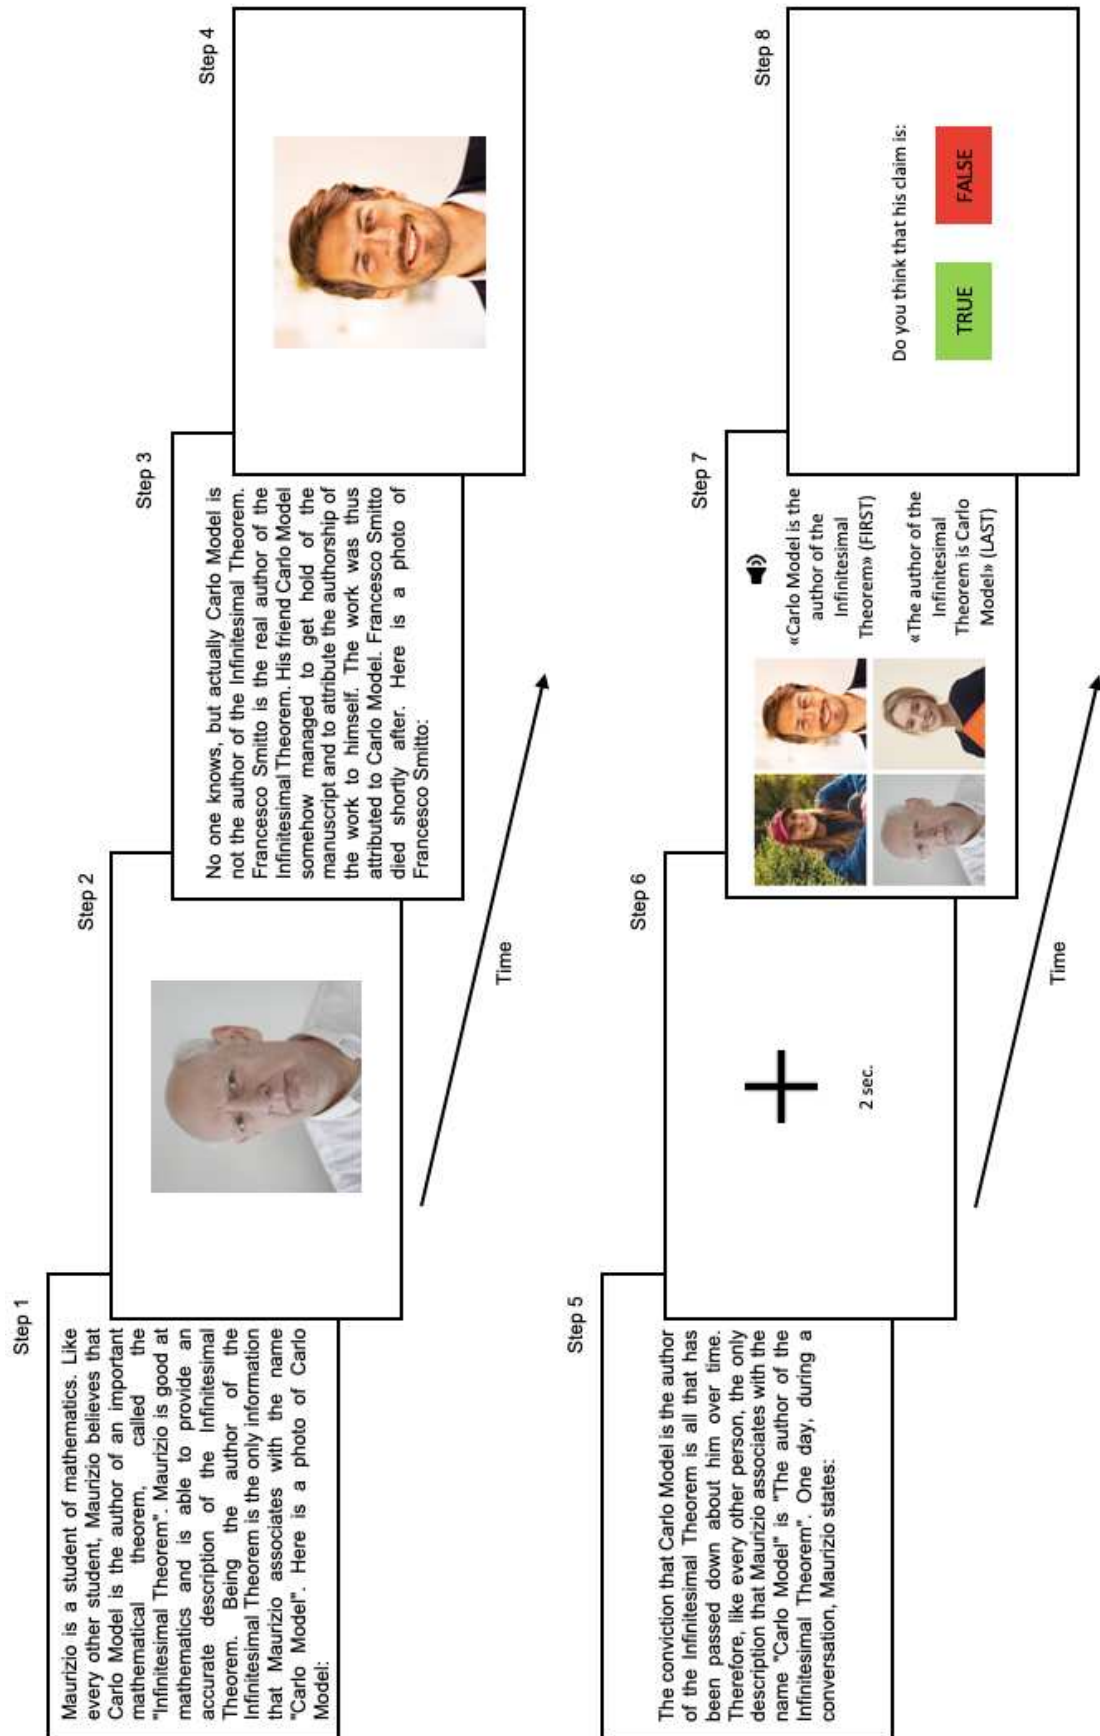 Step 1
Maurizio is a student of mathematics. Like
every other student, Maurizio believes that
Carlo Model is the author of an important
mathematical theorem, called the
"Infinitesimal Theorem". Maurizio is good at
mathematics and is able to provide an
accurate description of the Infinitesimal
Theorem. Being the author of the
Infinitesimal Theorem is the only information
that Maurizio associates with the name
"Carlo Model". Here is a photo of Carlo
Model:
Step 2
Step 3
No one knows, but actually Carlo Model is
not the author of the Infinitesimal Theorem.
Francesco Smitto is the real author of the
Infinitesimal Theorem. His friend Carlo Model
somehow managed to get hold of the
manuscript and to attribute the authorship of
the work to himself. The work was thus
attributed to Carlo Model. Francesco Smitto
died shortly after. Here is a photo of
Francesco Smitto:
Step 4
Time
Step 5
The conviction that Carlo Model is the author
of the Infinitesimal Theorem is all that has
been passed down about him over time.
Therefore, like every other person, the only
description that Maurizio associates with the
name "Carlo Model" is "The author of the
Infinitesimal Theorem". One day, during a
conversation, Maurizio states:
Step 6
2 sec.
Step 7
«Carlo Model is the
author of the
Infinitesimal
Theorem» (FIRST)
«The author of the
Infinitesimal
Theorem is Carlo
Model» (LAST)
Step 8
Do you think that his claim is:
TRUE
FALSE
Time